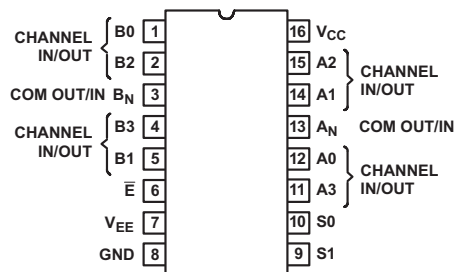 CHANNEL IN/OUT
B0 1
B2 2
COM OUT/IN BN 3
CHANNEL IN/OUT
B3 4
B1 5
E̅ 6
VEE 7
GND 8
16 VCC
15 A2
14 A1
CHANNEL IN/OUT
13 AN COM OUT/IN
12 A0
11 A3
CHANNEL IN/OUT
10 S0
9 S1